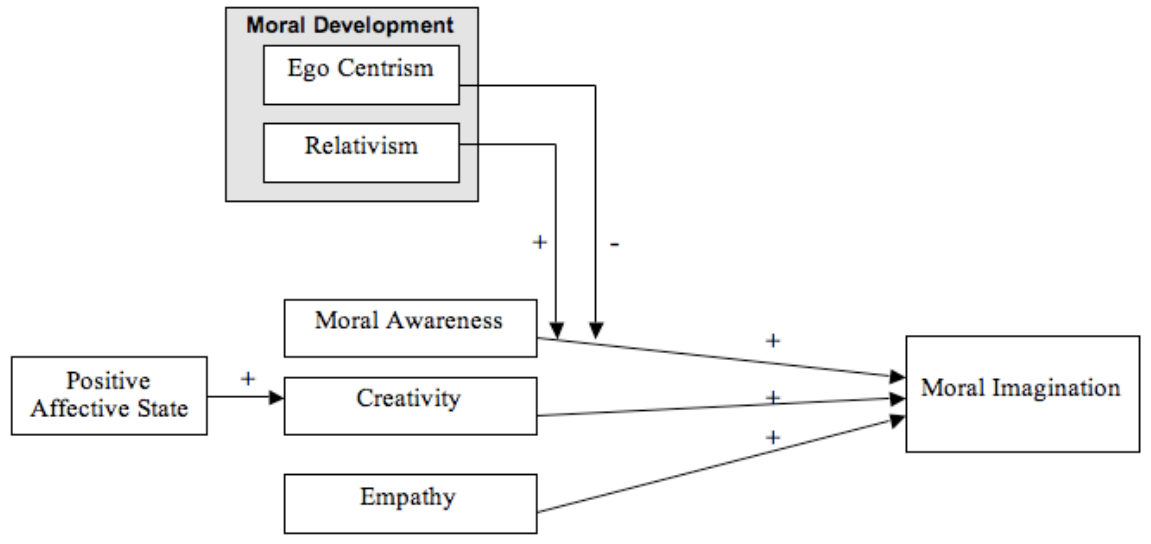 Moral Development
Ego Centrism
Relativism
+
-
Moral Awareness
+
Positive
Affective State
+
Creativity
+
Moral Imagination
+
Empathy